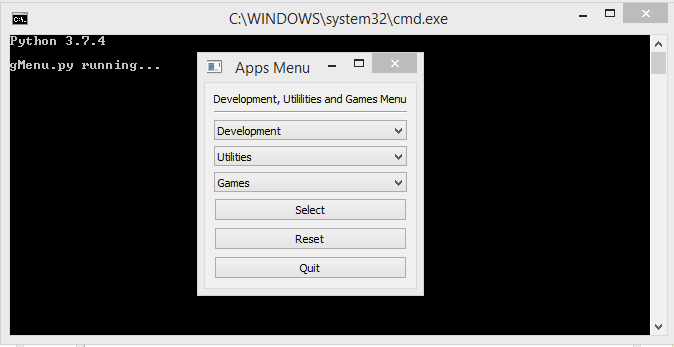 C:\WINDOWS\system32\cmd.exe
Python 3.7.4
gMenu.py running...
Apps Menu
Development, Utililities and Games Menu
Development
Utilities
Games
Select
Reset
Quit